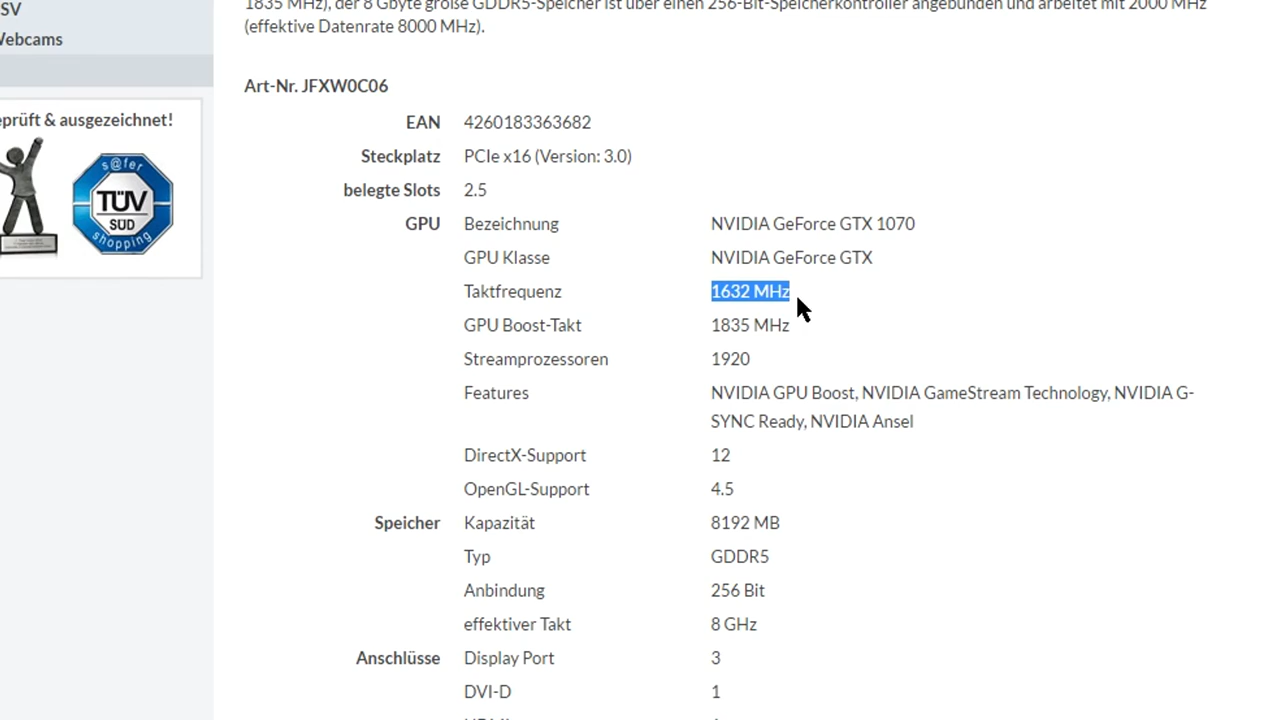 SV
1835 MHz), der 8 Gbyte große GDDR5-Speicher ist über einen 256-Bit-Speicherkontroller angebunden und arbeitet mit 2000 MHz
Webcams
(effektive Datenrate 8000 MHz).
Art-Nr. JFXW0C06
eprüft & ausgezeichnet!
s@fer
TÜV
SÜD
shopping
EAN 4260183363682
Steckplatz PCIe x16 (Version: 3.0)
belegte Slots 2.5
GPU Bezeichnung NVIDIA GeForce GTX 1070
GPU Klasse NVIDIA GeForce GTX
Taktfrequenz 1632 MHz
GPU Boost-Takt 1835 MHz
Streamprozessoren 1920
Features NVIDIA GPU Boost, NVIDIA GameStream Technology, NVIDIA G-
SYNC Ready, NVIDIA Ansel
DirectX-Support 12
OpenGL-Support 4.5
Speicher Kapazität 8192 MB
Typ GDDR5
Anbindung 256 Bit
effektiver Takt 8 GHz
Anschlüsse Display Port 3
DVI-D 1